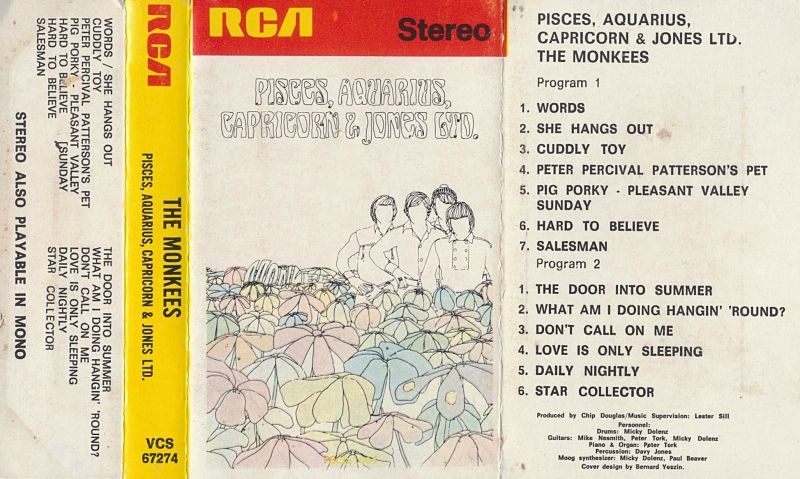 WORDS / SHE HANGS OUT
CUDDLY TOY
PETER PERCIVAL PATTERSON'S PET
PIG PORKY - PLEASANT VALLEY
HARD TO BELIEVE [SUNDAY
HARD TO BELIEVE
SALESMAN
THE DOOR INTO SUMMER
WHAT AM I DOING HANGIN' 'ROUND?
DON'T CALL ON ME
LOVE IS ONLY SLEEPING
DAILY NIGHTLY
STAR COLLECTOR
STEREO ALSO PLAYABLE IN MONO
RCA
THE MONKEES
PISCES, AQUARIUS, CAPRICORN & JONES LTD.
VCS
67274
RCA Stereo
PISCES, AQUARIUS,
CAPRICORN & JONES LTD.
PISCES, AQUARIUS,
CAPRICORN & JONES LTD.
THE MONKEES
Program 1
1. WORDS
2. SHE HANGS OUT
3. CUDDLY TOY
4. PETER PERCIVAL PATTERSON'S PET
5. PIG PORKY - PLEASANT VALLEY
SUNDAY
6. HARD TO BELIEVE
7. SALESMAN
Program 2
1. THE DOOR INTO SUMMER
2. WHAT AM I DOING HANGIN' 'ROUND?
3. DON'T CALL ON ME
4. LOVE IS ONLY SLEEPING
5. DAILY NIGHTLY
6. STAR COLLECTOR
Produced by Chip Douglas/Music Supervision: Lester Sill
Personnel:
Drums: Micky Dolenz
Guitars: Mike Nesmith, Peter Tork, Micky Dolenz
Piano & Organ: Peter Tork
Percussion: Davy Jones
Moog synthesizer: Micky Dolenz, Paul Beaver
Cover design by Bernard Yeszin.